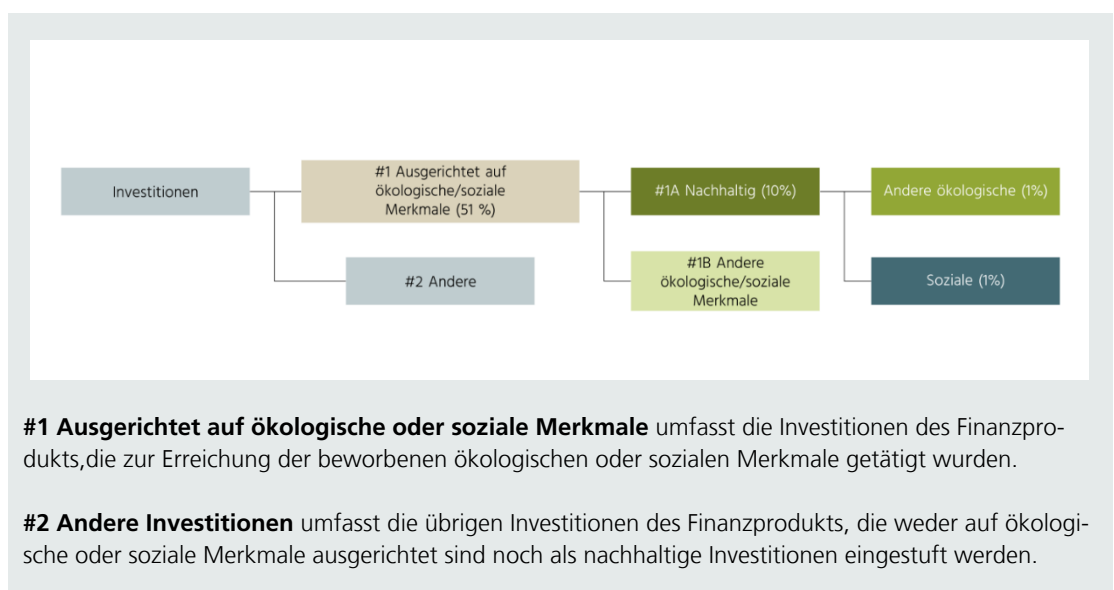 Investitionen
#1 Ausgerichtet auf
ökologische/soziale
Merkmale (51 %)
#1A Nachhaltig (10%)
Andere ökologische (1%)
#2 Andere
#1B Andere
ökologische/soziale
Merkmale
Soziale (1%)
#1 Ausgerichtet auf ökologische oder soziale Merkmale umfasst die Investitionen des Finanzpro-
dukts,die zur Erreichung der beworbenen ökologischen oder sozialen Merkmale getätigt wurden.
#2 Andere Investitionen umfasst die übrigen Investitionen des Finanzprodukts, die weder auf ökologi-
sche oder soziale Merkmale ausgerichtet sind noch als nachhaltige Investitionen eingestuft werden.